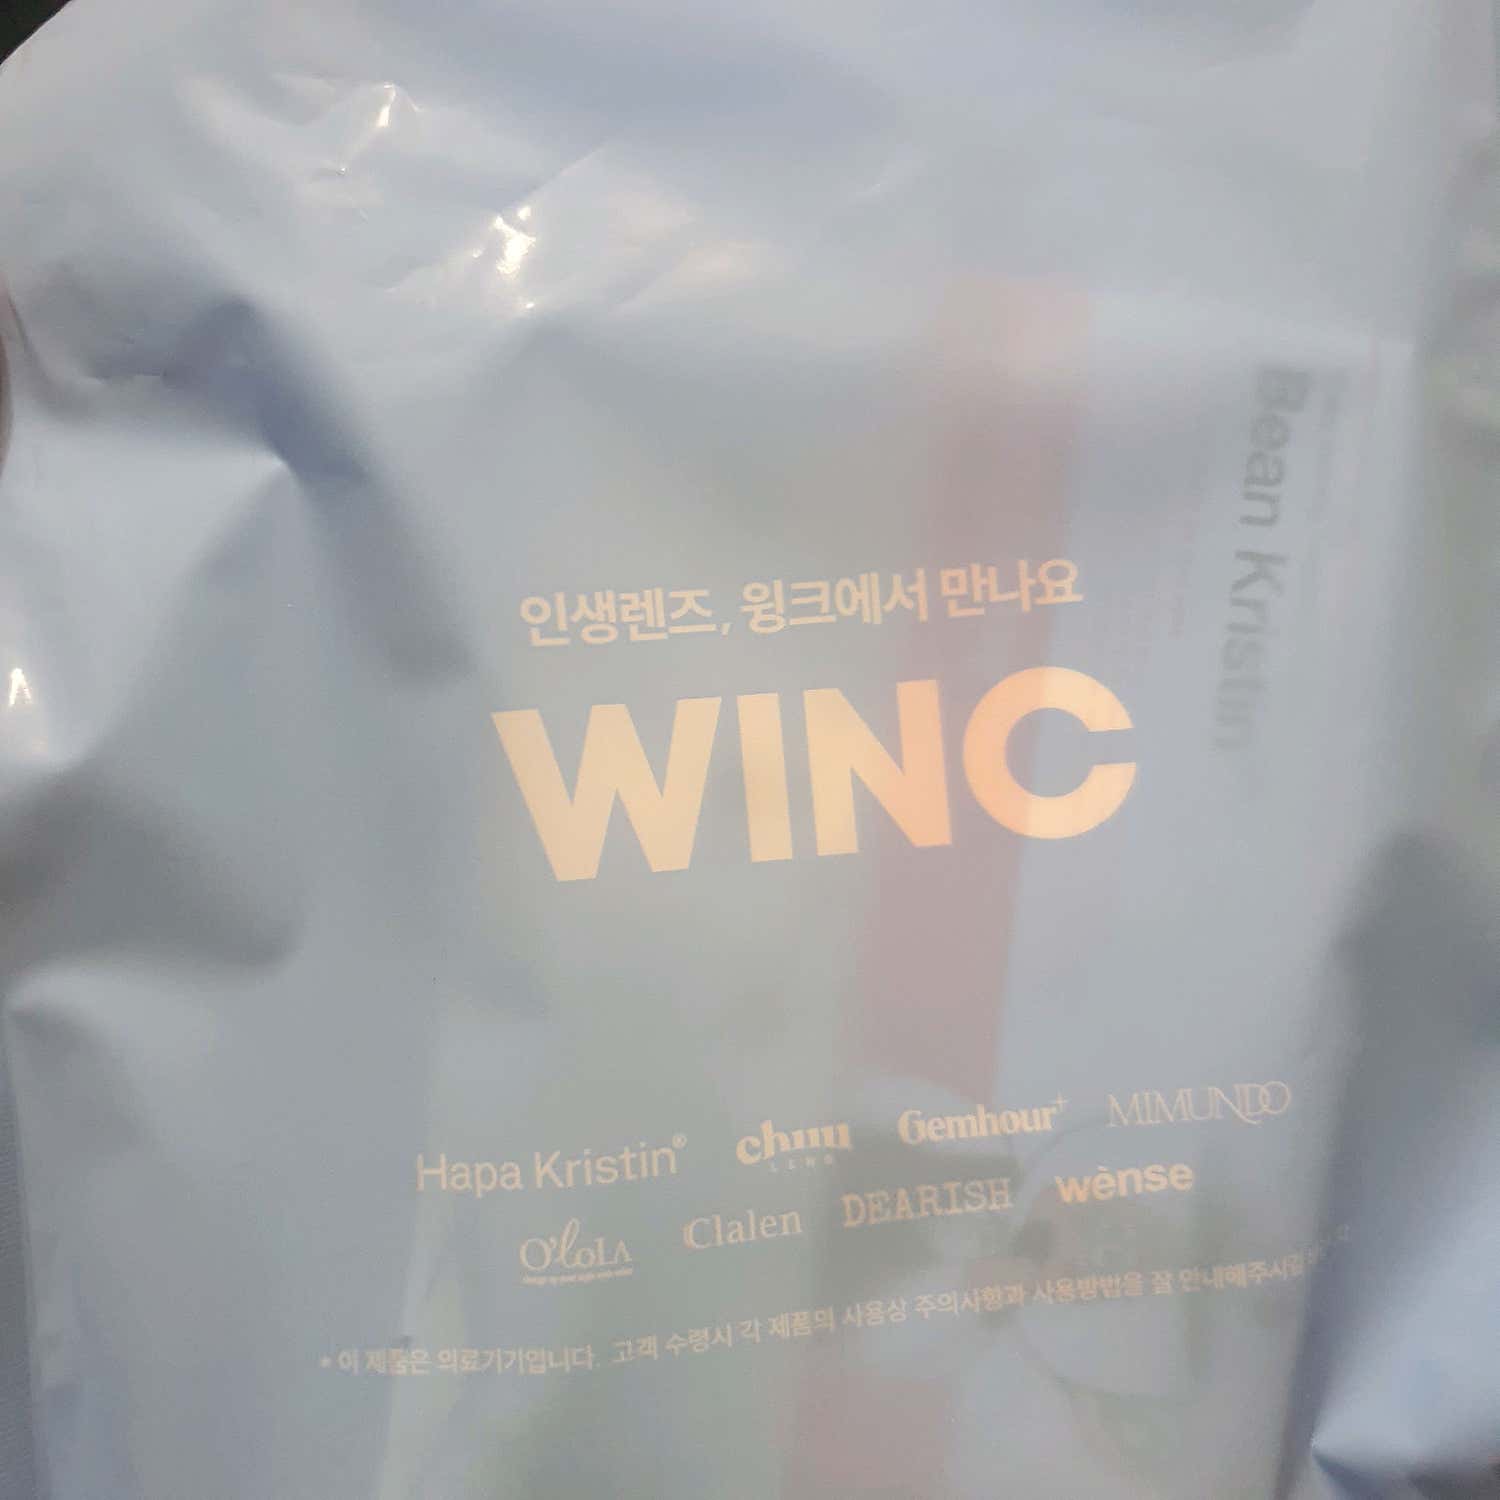 인생렌즈, 윙크에서 만나요
WINC
Bean Kristin
Hapa Kristin® chuu LENS Gemhour+ MIMUNDO
O'loLA Clalen DEARISH wènse
* 이 제품은 의료기기입니다. 고객 수령시 각 제품의 사용상 주의사항과 사용방법을 잘 안내해주시길